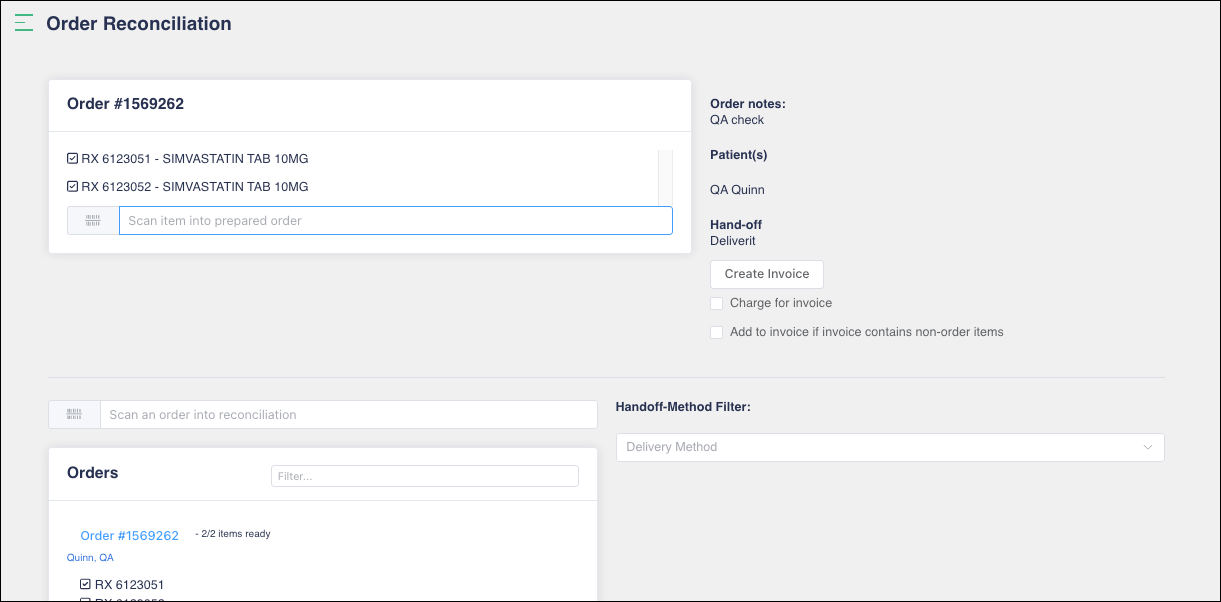 Order Reconciliation
Order #1569262
RX 6123051 - SIMVASTATIN TAB 10MG
RX 6123052 - SIMVASTATIN TAB 10MG
Scan item into prepared order
Order notes:
QA check
Patient(s)
QA Quinn
Hand-off
Deliverit
Create Invoice
Charge for invoice
Add to invoice if invoice contains non-order items
Scan an order into reconciliation
Handoff-Method Filter:
Delivery Method
Orders
Filter...
Order #1569262 - 2/2 items ready
Quinn, QA
RX 6123051